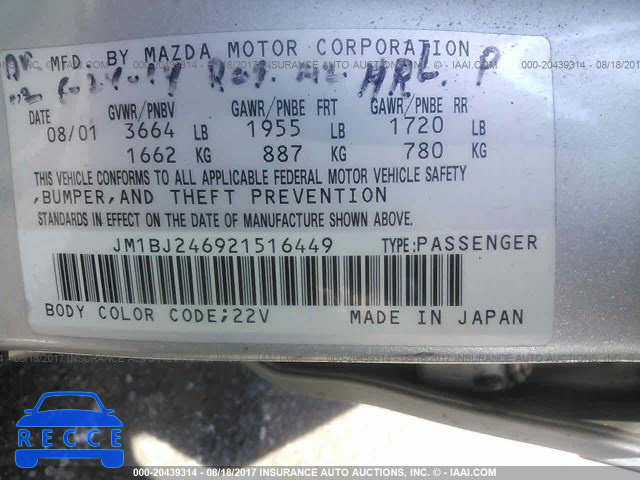 MFD. BY MAZDA MOTOR CORPORATION
DATE GVWR/PNBV GAWR/PNBE FRT GAWR/PNBE RR
08/01 3664 LB 1955 LB 1720 LB
1662 KG 887 KG 780 KG
THIS VEHICLE CONFORMS TO ALL APPLICABLE FEDERAL MOTOR VEHICLE SAFETY
,BUMPER,AND THEFT PREVENTION
STANDARDS IN EFFECT ON THE DATE OF MANUFACTURE SHOWN ABOVE.
JM1BJ246921516449 TYPE:PASSENGER
BODY COLOR CODE;22V MADE IN JAPAN
RECCE
000-20439314 - 08/18/2017 INSURANCE AUTO AUCTIONS, INC. - © - IAAI.COM